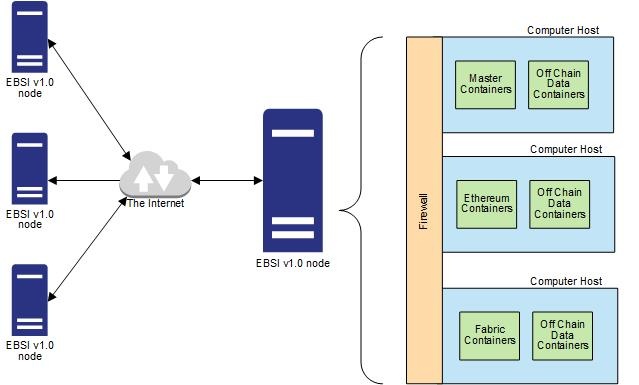 EBSI v1.0
node
EBSI v1.0
node
EBSI v1.0
node
The Internet
EBSI v1.0 node
Firewall
Computer Host
Master
Containers
Off Chain
Data
Containers
Computer Host
Ethereum
Containers
Off Chain
Data
Containers
Computer Host
Fabric
Containers
Off Chain
Data
Containers